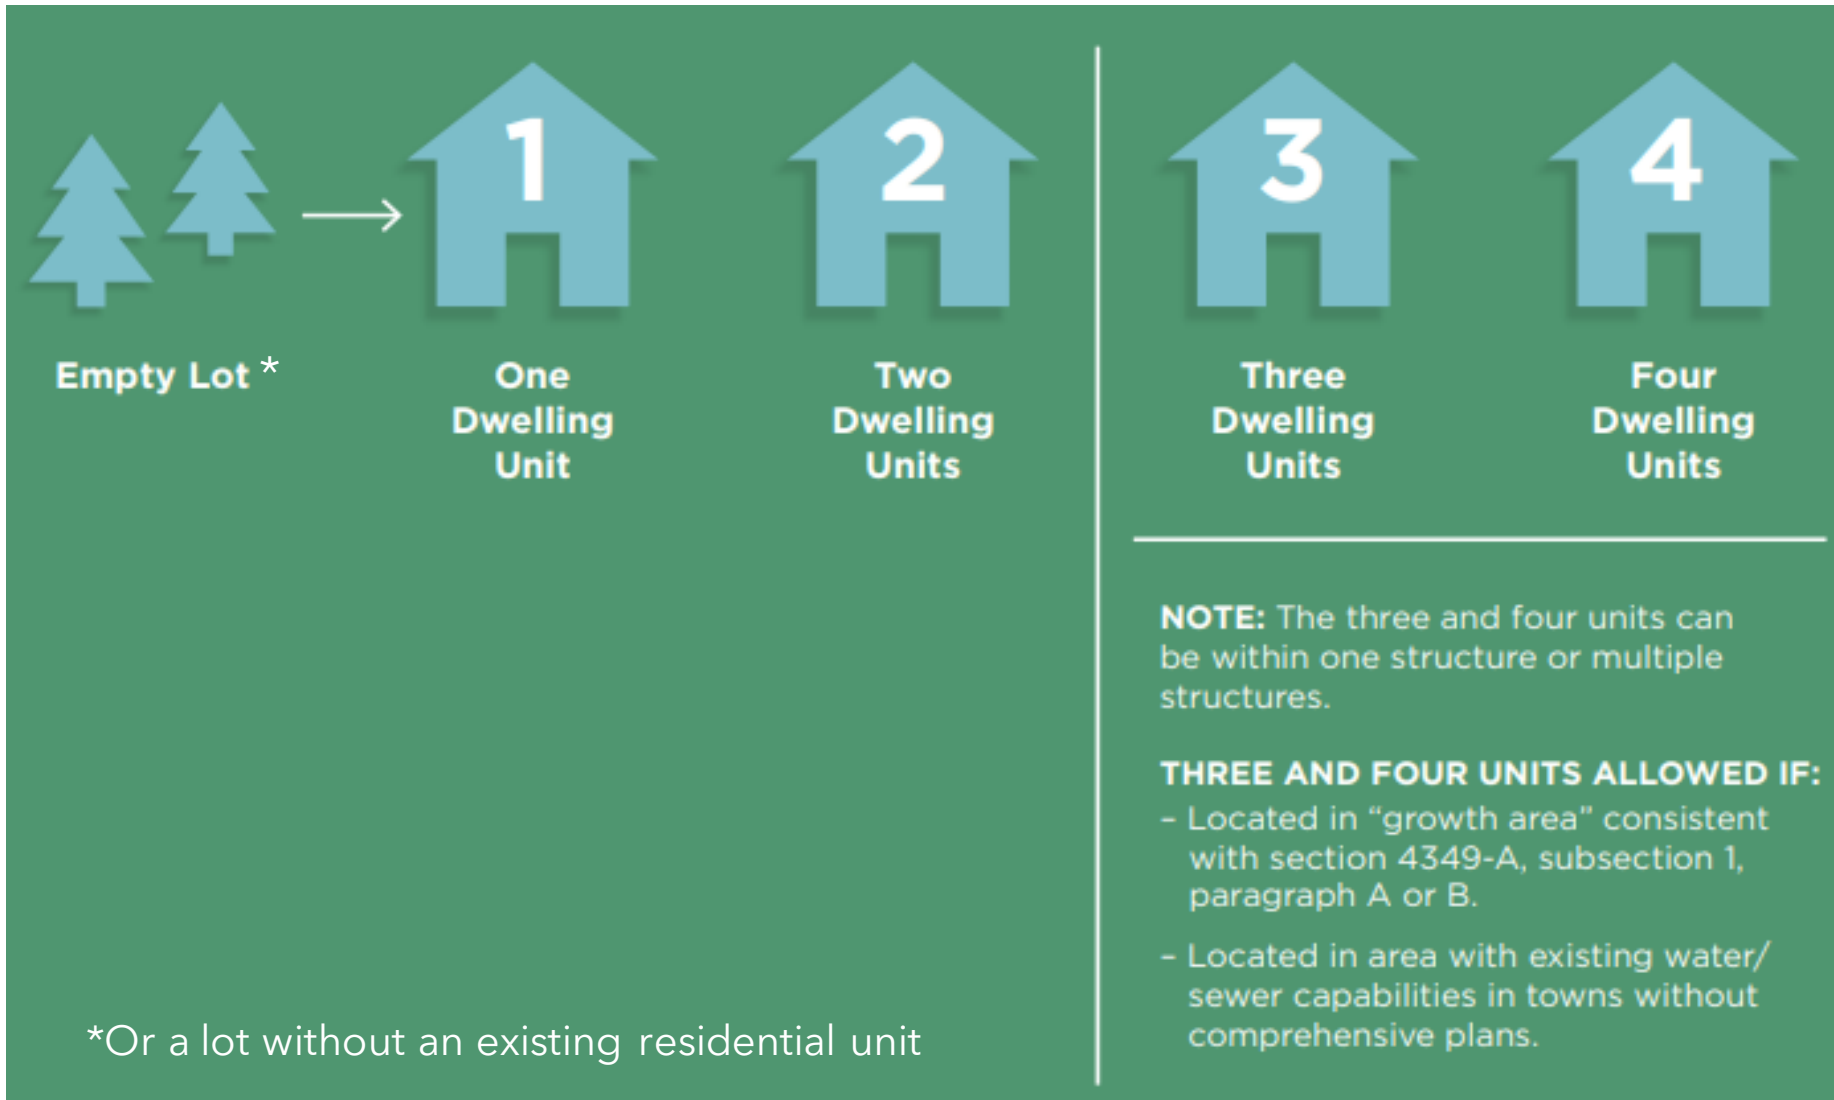 1
2
3
4
Empty Lot *
One
Dwelling
Unit
Two
Dwelling
Units
Three
Dwelling
Units
Four
Dwelling
Units
NOTE: The three and four units can
be within one structure or multiple
structures.
THREE AND FOUR UNITS ALLOWED IF:
– Located in “growth area” consistent
with section 4349-A, subsection 1,
paragraph A or B.
– Located in area with existing water/
sewer capabilities in towns without
comprehensive plans.
*Or a lot without an existing residential unit